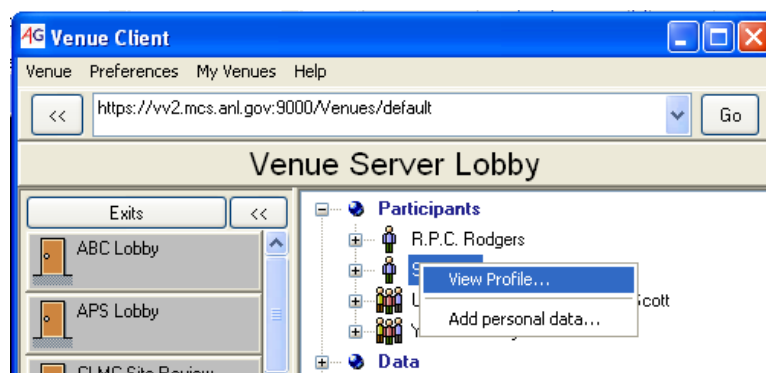 AG Venue Client
Venue Preferences My Venues Help
<< https://vv2.mcs.anl.gov:9000/Venues/default Go
Venue Server Lobby
Exits <<
Participants
ABC Lobby
R.P.C. Rodgers
View Profile...
APS Lobby
Add personal data...
Data